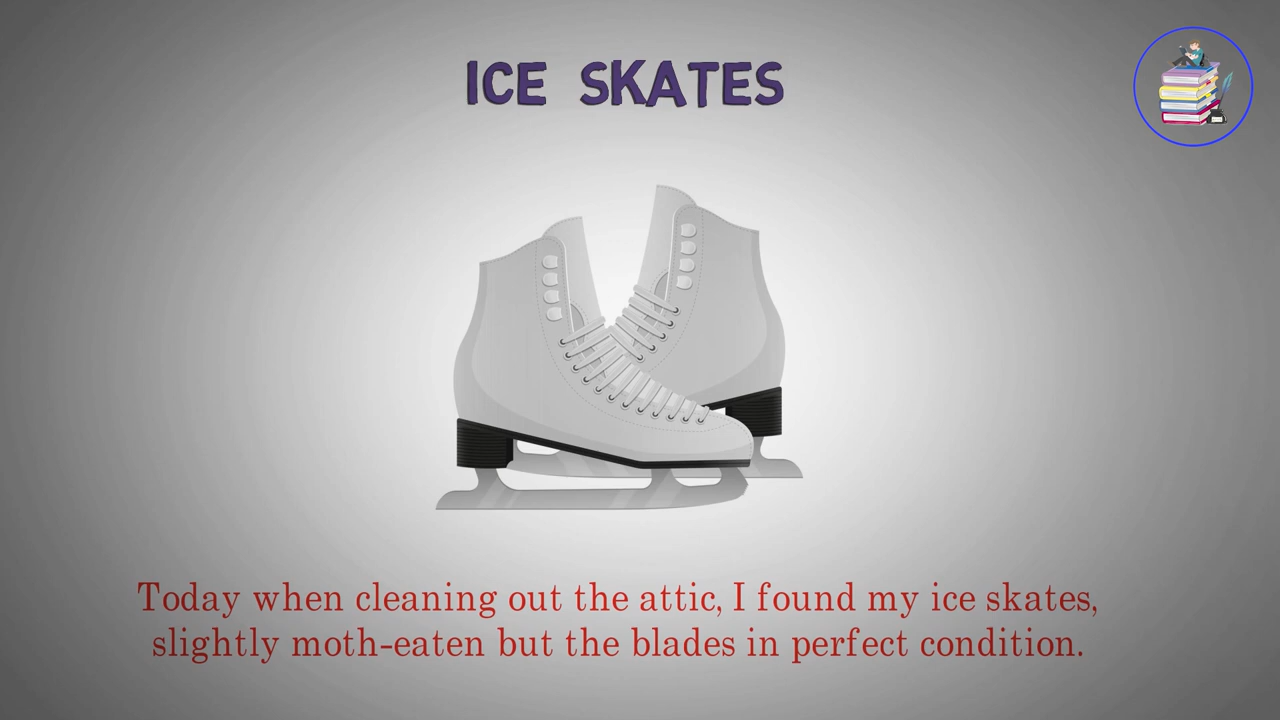 ICE SKATES
Today when cleaning out the attic, I found my ice skates,
slightly moth-eaten but the blades in perfect condition.